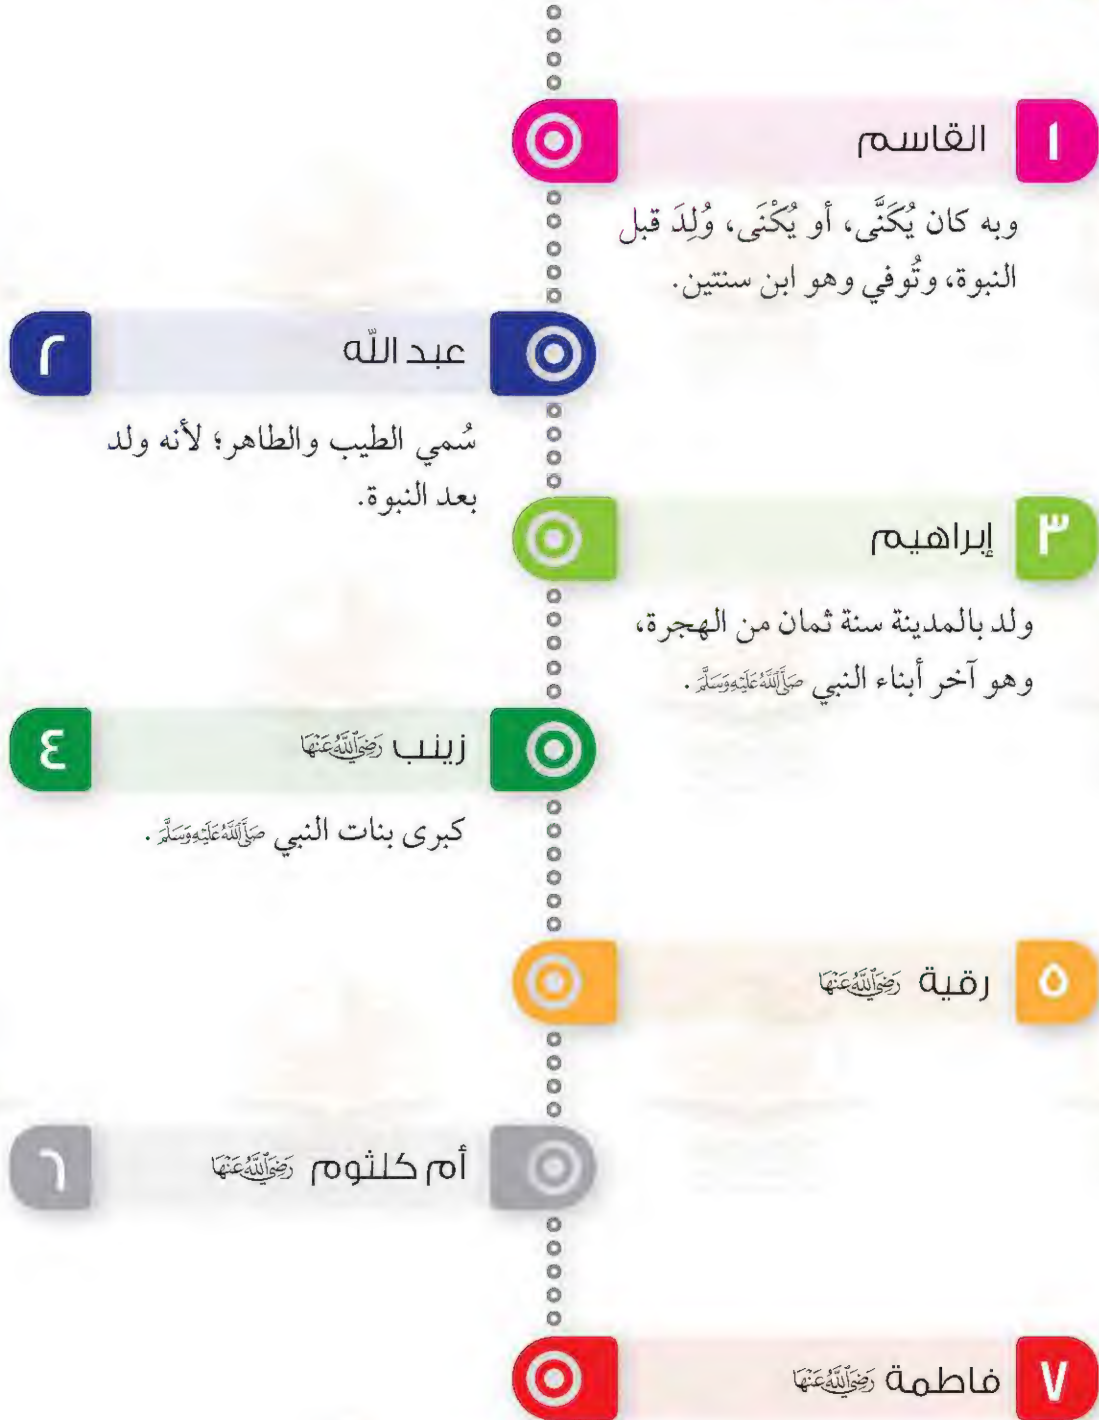 ١ القاسم
وبه كان يُكَنَّى، أو يُكْنَى، وُلِدَ قبل
النبوة، وتُوفي وهو ابن سنتين.
٢ عبد اللّه
سُمي الطيب والطاهر؛ لأنه ولد
بعد النبوة.
٣ إبراهيم
ولد بالمدينة سنة ثمان من الهجرة،
وهو آخر أبناء النبي صَلَّى اللَّهُ عَلَيْهِ وَسَلَّمَ.
٤ زينب رَضِيَ اللَّهُ عَنْهَا
كبرى بنات النبي صَلَّى اللَّهُ عَلَيْهِ وَسَلَّمَ.
٥ رقية رَضِيَ اللَّهُ عَنْهَا
٦ أم كلثوم رَضِيَ اللَّهُ عَنْهَا
٧ فاطمة رَضِيَ اللَّهُ عَنْهَا